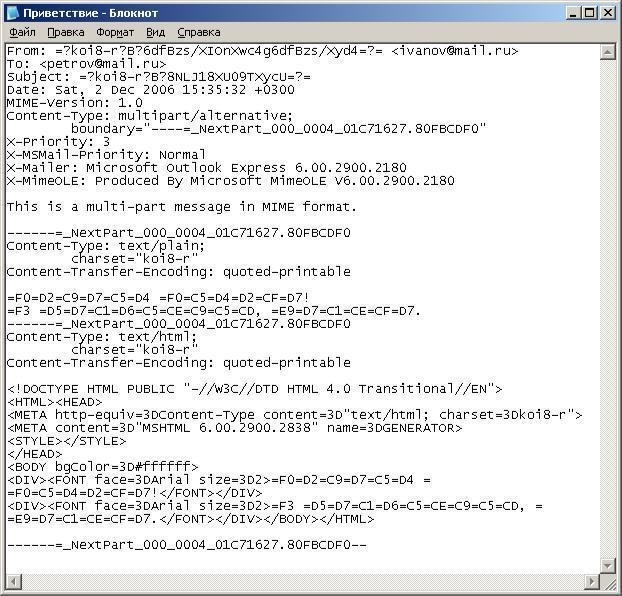 Приветствие - Блокнот
Файл Правка Формат Вид Справка
From: =?koi8-r?B?6dfBzs/XIOnXwc4g6dfBzs/Xyd4=?= <ivanov@mail.ru>
To: <petrov@mail.ru>
Subject: =?koi8-r?B?8NLJ18XU09TXycU=?=
Date: Sat, 2 Dec 2006 15:35:32 +0300
MIME-Version: 1.0
Content-Type: multipart/alternative;
boundary="----=_NextPart_000_0004_01C71627.80FBCDF0"
X-Priority: 3
X-MSMail-Priority: Normal
X-Mailer: Microsoft Outlook Express 6.00.2900.2180
X-MimeOLE: Produced By Microsoft MimeOLE V6.00.2900.2180
This is a multi-part message in MIME format.
------=_NextPart_000_0004_01C71627.80FBCDF0
Content-Type: text/plain;
charset="koi8-r"
Content-Transfer-Encoding: quoted-printable
=F0=D2=C9=D7=C5=D4 =F0=C5=D4=D2=CF=D7!
=F3 =D5=D7=C1=D6=C5=CE=C9=C5=CD, =E9=D7=C1=CE=CF=D7.
------=_NextPart_000_0004_01C71627.80FBCDF0
Content-Type: text/html;
charset="koi8-r"
Content-Transfer-Encoding: quoted-printable
<!DOCTYPE HTML PUBLIC "-//W3C//DTD HTML 4.0 Transitional//EN">
<HTML><HEAD>
<META http-equiv=3DContent-Type content=3D"text/html; charset=3Dkoi8-r">
<META content=3D"MSHTML 6.00.2900.2838" name=3DGENERATOR>
<STYLE></STYLE>
</HEAD>
<BODY bgColor=3D#ffffff>
<DIV><FONT face=3DArial size=3D2>=F0=D2=C9=D7=C5=D4 =
=F0=C5=D4=D2=CF=D7!</FONT></DIV>
<DIV><FONT face=3DArial size=3D2>=F3 =D5=D7=C1=D6=C5=CE=C9=C5=CD, =
=E9=D7=C1=CE=CF=D7.</FONT></DIV></BODY></HTML>
------=_NextPart_000_0004_01C71627.80FBCDF0--